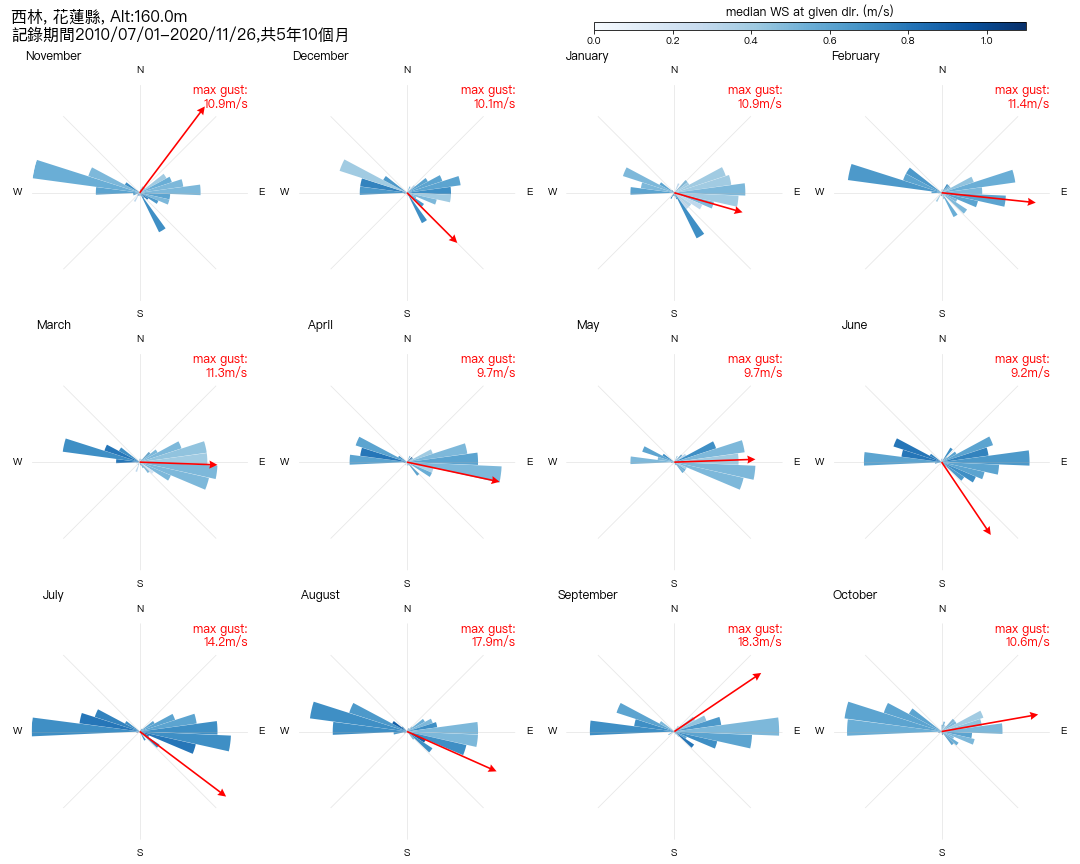 西林, 花蓮縣, Alt:160.0m
記錄期間2010/07/01-2020/11/26,共5年10個月
median WS at given dir. (m/s)
0.0 0.2 0.4 0.6 0.8 1.0
November December January February
N N N N
max gust: max gust: max gust: max gust:
10.9m/s 10.1m/s 10.9m/s 11.4m/s
W E W E W E W E
S S S S
March April May June
N N N N
max gust: max gust: max gust: max gust:
11.3m/s 9.7m/s 9.7m/s 9.2m/s
W E W E W E W E
S S S S
July August September October
N N N N
max gust: max gust: max gust: max gust:
14.2m/s 17.9m/s 18.3m/s 10.6m/s
W E W E W E W E
S S S S